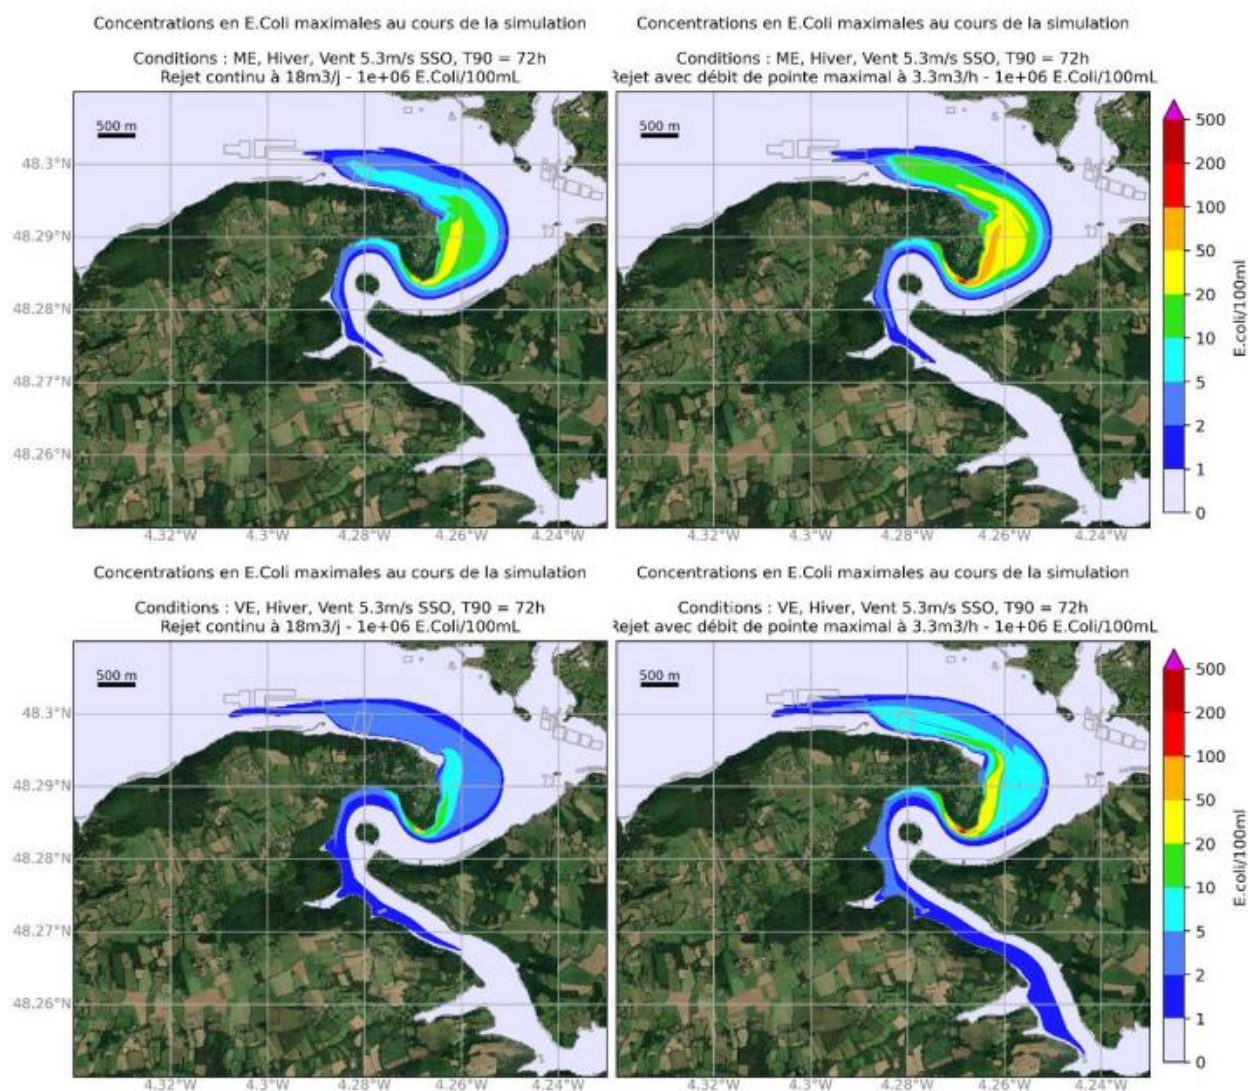 Concentrations en E.Coli maximales au cours de la simulation
Conditions : ME, Hiver, Vent 5.3m/s SSO, T90 = 72h
Rejet continu à 18m3/j - 1e+06 E.Coli/100mL
500 m
48.3°N
48.29°N
48.28°N
48.27°N
48.26°N
4.32°W
4.3°W
4.28°W
4.26°W
4.24°W
Concentrations en E.Coli maximales au cours de la simulation
Conditions : ME, Hiver, Vent 5.3m/s SSO, T90 = 72h
Rejet avec débit de pointe maximal à 3.3m3/h - 1e+06 E.Coli/100mL
500 m
4.32°W
4.3°W
4.28°W
4.26°W
4.24°W
500
200
100
50
20
10
5
2
1
0
E.coli/100ml
Concentrations en E.Coli maximales au cours de la simulation
Conditions : VE, Hiver, Vent 5.3m/s SSO, T90 = 72h
Rejet continu à 18m3/j - 1e+06 E.Coli/100mL
500 m
48.3°N
48.29°N
48.28°N
48.27°N
48.26°N
4.32°W
4.3°W
4.28°W
4.26°W
4.24°W
Concentrations en E.Coli maximales au cours de la simulation
Conditions : VE, Hiver, Vent 5.3m/s SSO, T90 = 72h
Rejet avec débit de pointe maximal à 3.3m3/h - 1e+06 E.Coli/100mL
500 m
4.32°W
4.3°W
4.28°W
4.26°W
4.24°W
500
200
100
50
20
10
5
2
1
0
E.coli/100ml